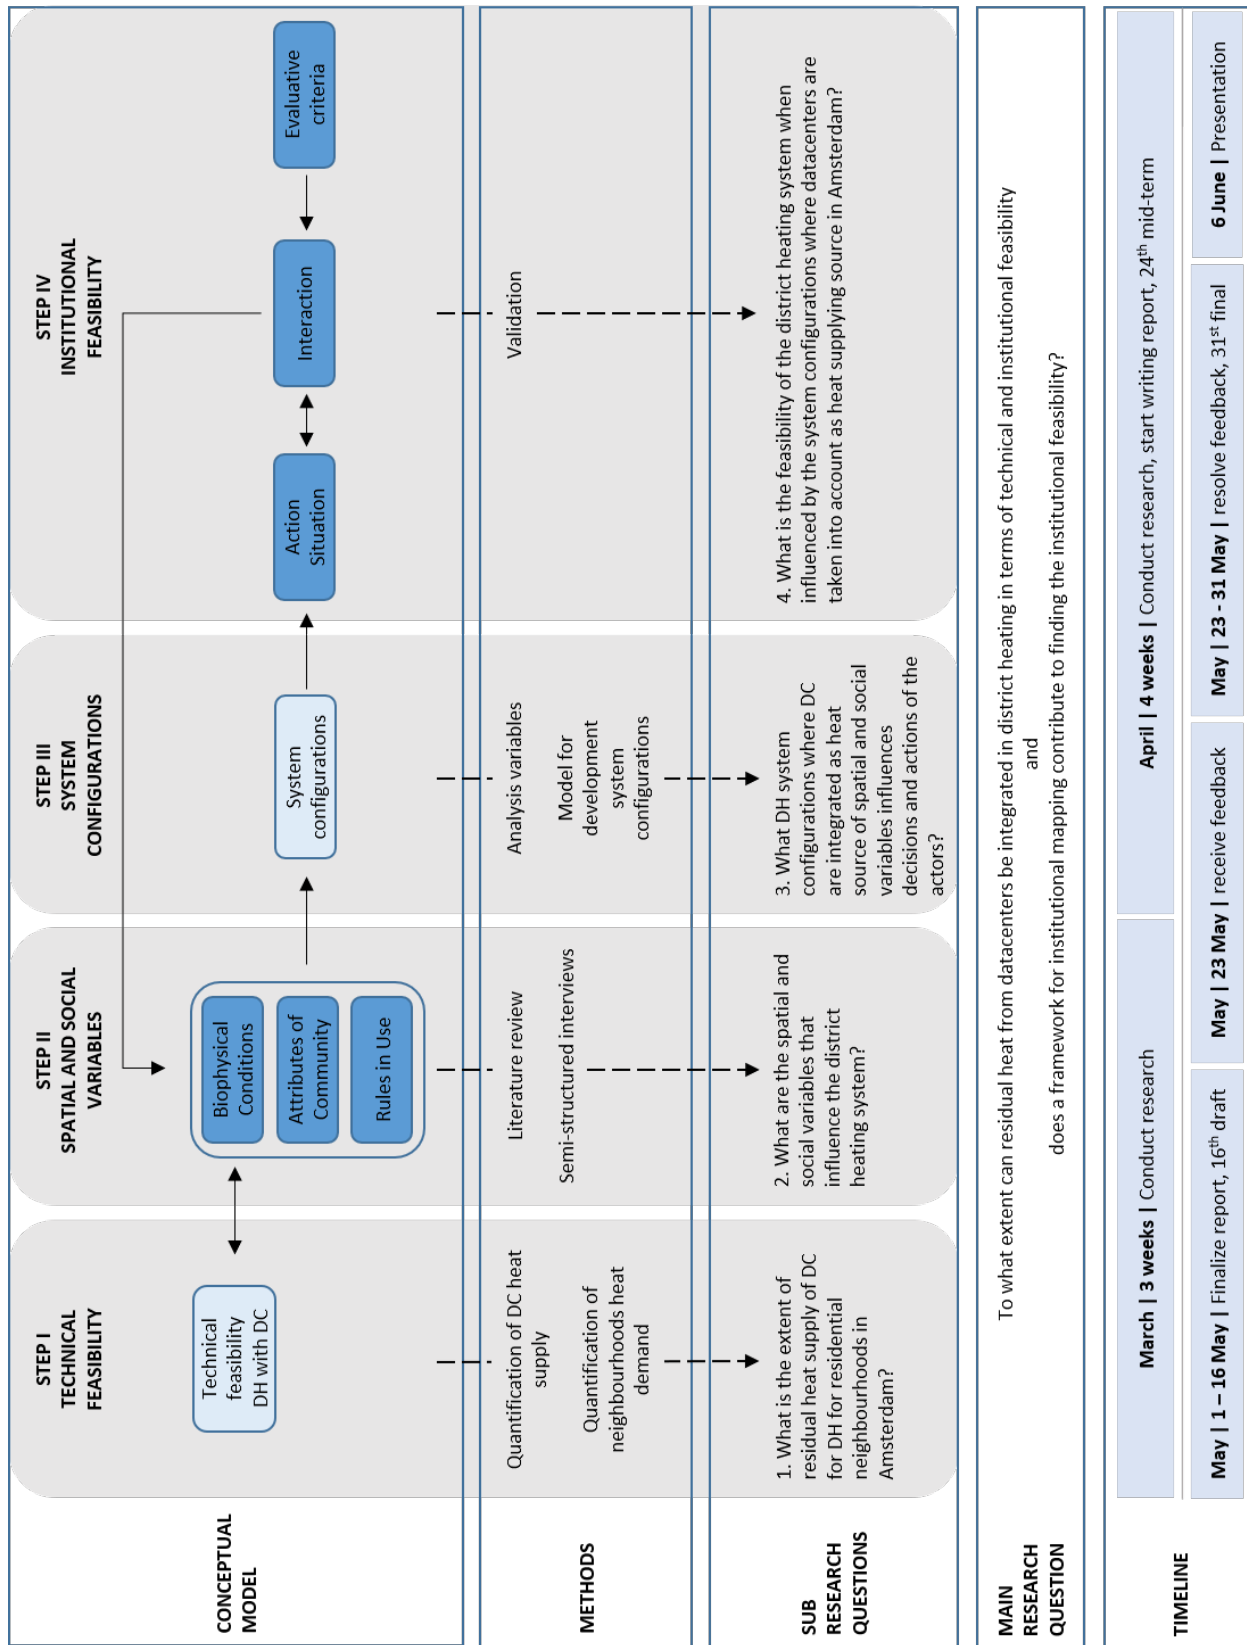 STEP I
TECHNICAL
FEASIBILITY
STEP II
SPATIAL AND SOCIAL
VARIABLES
STEP III
SYSTEM
CONFIGURATIONS
STEP IV
INSTITUTIONAL
FEASIBILITY
CONCEPTUAL
MODEL
Technical
feasibility
DH with DC
Biophysical
Conditions
Attributes of
Community
Rules in Use
System
configurations
Action
Situation
Interaction
Evaluative
criteria
METHODS
Quantification of DC heat
supply
Quantification of
neighbourhoods heat
demand
Literature review
Semi-structured interviews
Analysis variables
Model for
development
system
configurations
Validation
SUB
RESEARCH
QUESTIONS
1. What is the extent of
residual heat supply of DC
for DH for residential
neighbourhoods in
Amsterdam?
2. What are the spatial and
social variables that
influence the district
heating system?
3. What DH system
configurations where DC
are integrated as heat
source of spatial and social
variables influences
decisions and actions of the
actors?
4. What is the feasibility of the district heating system when
influenced by the system configurations where datacenters are
taken into account as heat supplying source in Amsterdam?
MAIN
RESEARCH
QUESTION
To what extent can residual heat from datacenters be integrated in district heating in terms of technical and institutional feasibility
and
does a framework for institutional mapping contribute to finding the institutional feasibility?
TIMELINE
March | 3 weeks | Conduct research
April | 4 weeks | Conduct research, start writing report, 24th mid-term
May | 1 – 16 May | Finalize report, 16th draft
May | 23 May | receive feedback
May | 23 - 31 May | resolve feedback, 31st final
6 June | Presentation